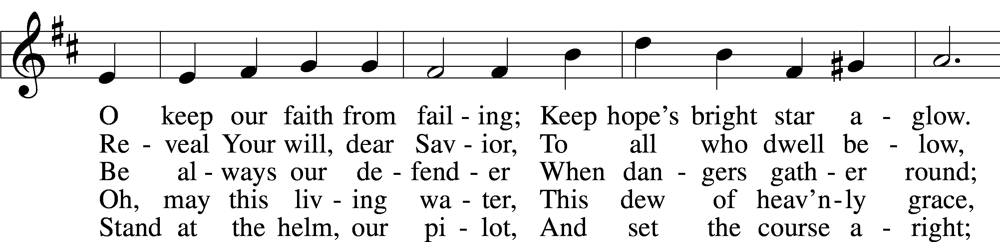 O keep our faith from fail - ing; Keep hope’s bright star a - glow.
Re - veal Your will, dear Sav - ior, To all who dwell be - low,
Be al - ways our de - fend - er When dan - gers gath - er round;
Oh, may this liv - ing wa - ter, This dew of heav’n - ly grace,
Stand at the helm, our pi - lot, And set the course a - right;